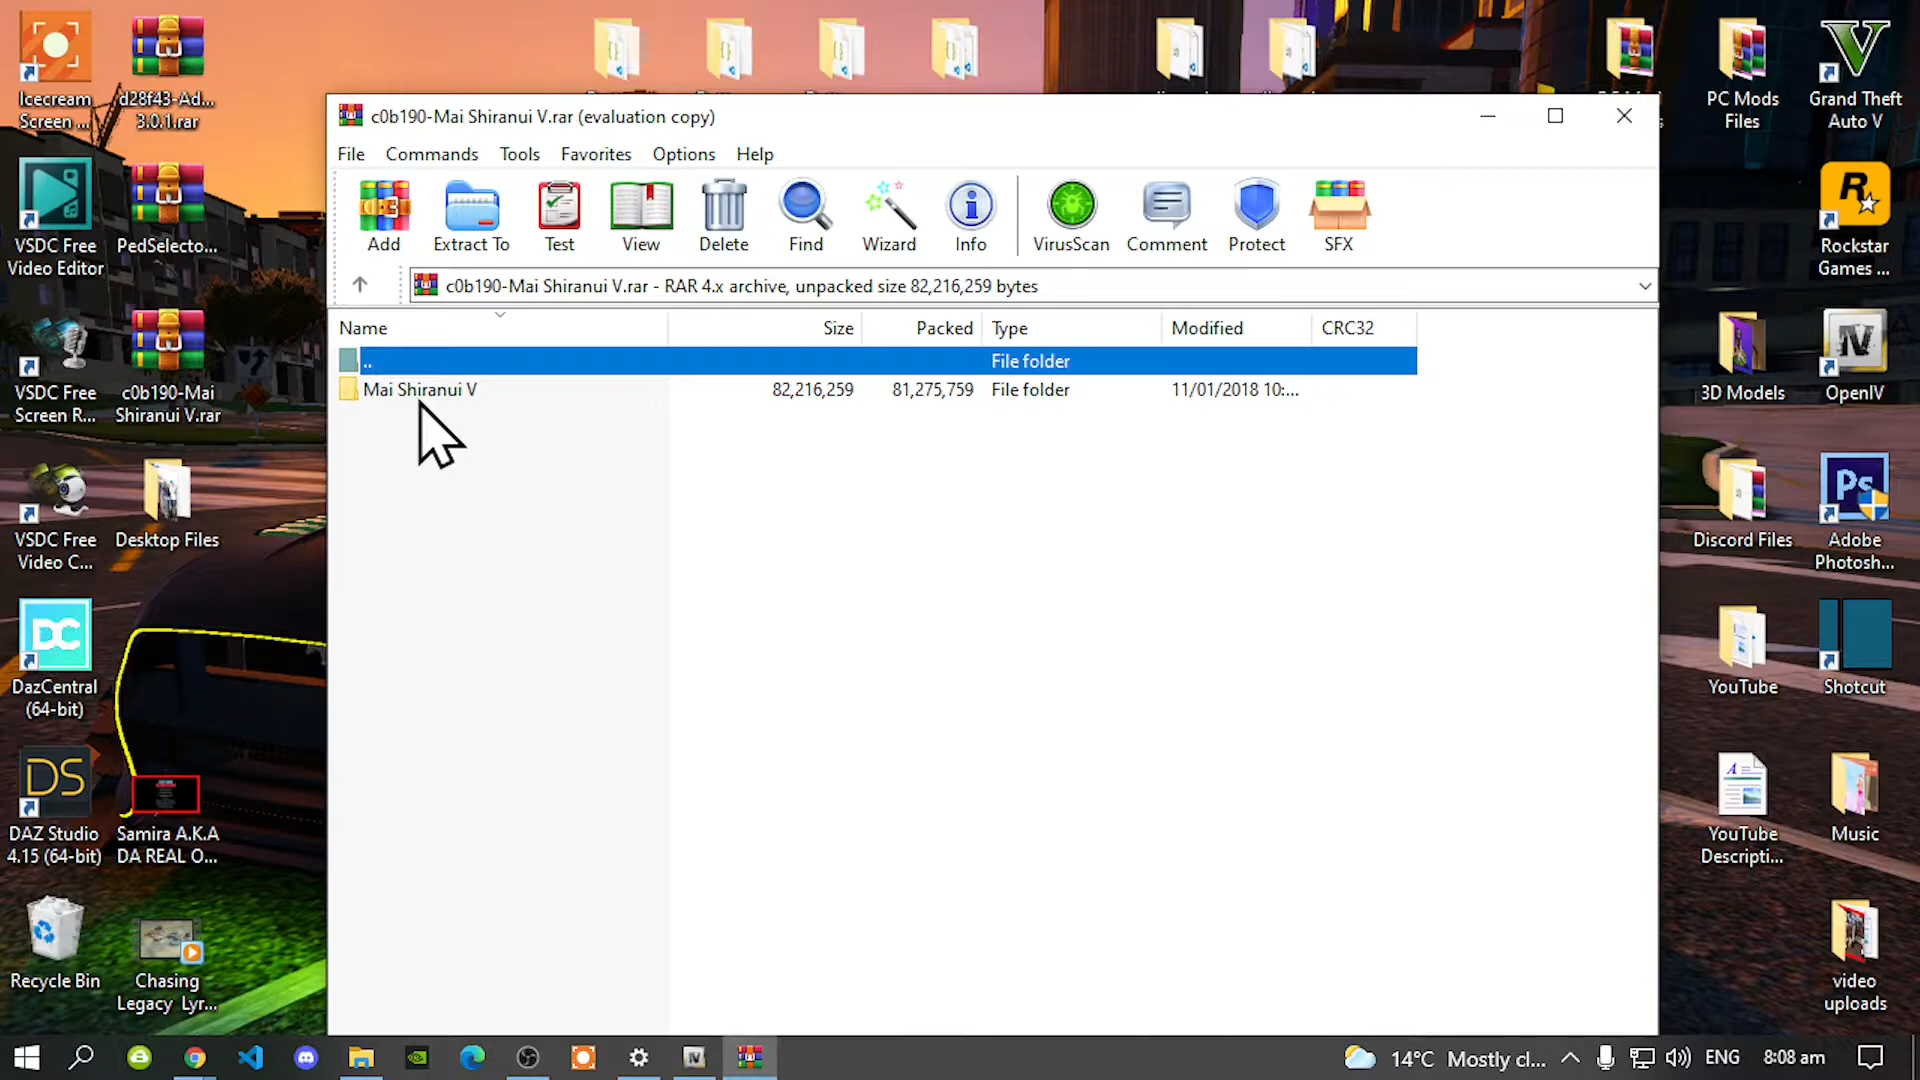 Icecream
Screen ...
d28f43-Ad...
3.0.1.rar
VSDC Free
Video Editor
PedSelecto...
VSDC Free
Screen R...
c0b190-Mai
Shiranui V.rar
VSDC Free
Video C...
Desktop Files
DC
DazCentral
(64-bit)
DS
DAZ Studio
4.15 (64-bit)
Samira A.K.A
DA REAL O...
Recycle Bin
Chasing
Legacy Lyr...
c0b190-Mai Shiranui V.rar (evaluation copy)
File Commands Tools Favorites Options Help
Add Extract To Test View Delete Find Wizard Info VirusScan Comment Protect SFX
c0b190-Mai Shiranui V.rar - RAR 4.x archive, unpacked size 82,216,259 bytes
Name Size Packed Type Modified CRC32
.. File folder
Mai Shiranui V 82,216,259 81,275,759 File folder 11/01/2018 10:...
PC Mods
Files
Grand Theft
Auto V
Rockstar
Games ...
3D Models
IV
OpenIV
Discord Files
Ps
Adobe
Photosh...
YouTube
Shotcut
YouTube
Descripti...
Music
video
uploads
14°C Mostly cl... ENG 8:08 am